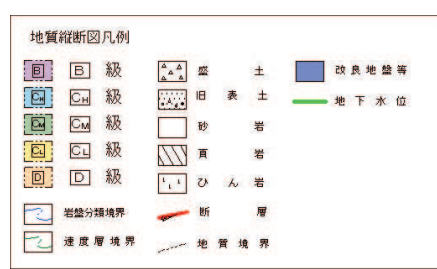 地質縦断図凡例
B B 級
CH CH 級
CM CM 級
CL CL 級
D D 級
岩盤分類境界
速度層境界
盛土
旧表土
砂岩
頁岩
ひん岩
断層
地質境界
改良地盤等
地下水位